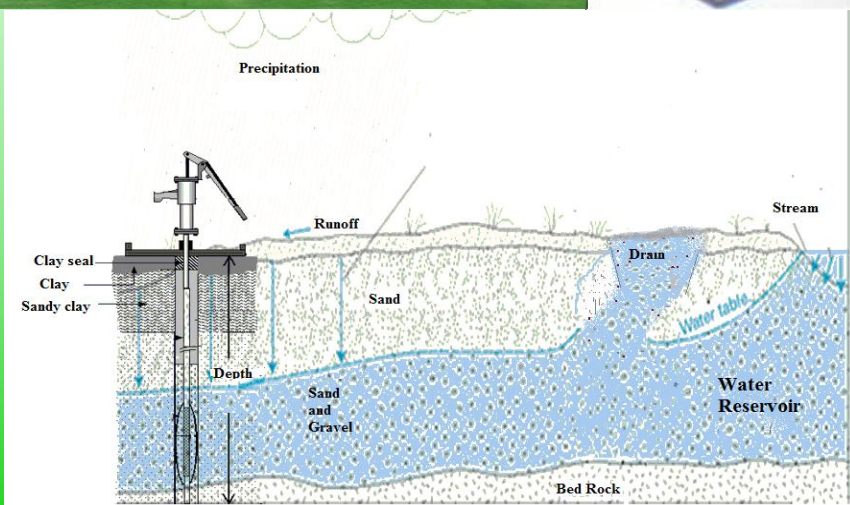 Precipitation
Stream
Runoff
Clay seal
Drain
Clay
Sand
Sandy clay
Water table
Depth
Water
Reservoir
Sand
and
Gravel
Bed Rock